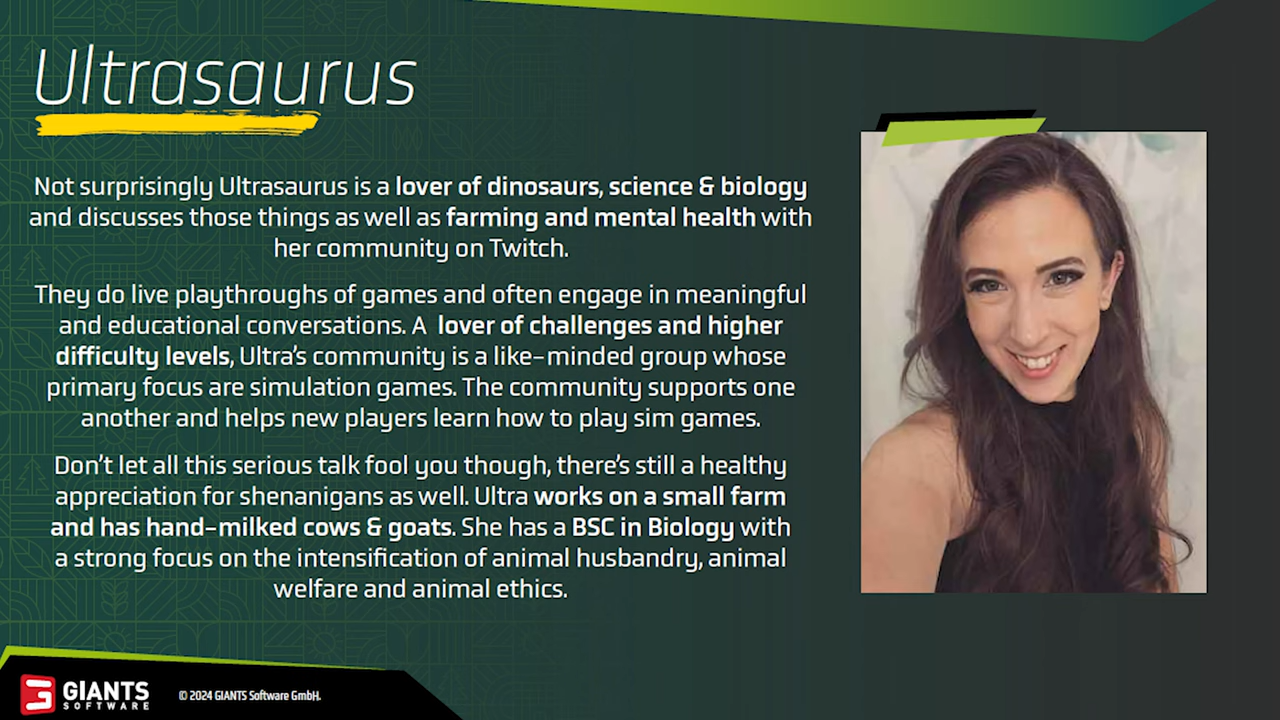 Ultrasaurus
Not surprisingly Ultrasaurus is a lover of dinosaurs, science & biology
and discusses those things as well as farming and mental health with
her community on Twitch.
They do live playthroughs of games and often engage in meaningful
and educational conversations. A lover of challenges and higher
difficulty levels, Ultra's community is a like-minded group whose
primary focus are simulation games. The community supports one
another and helps new players learn how to play sim games.
Don't let all this serious talk fool you though, there's still a healthy
appreciation for shenanigans as well. Ultra works on a small farm
and has hand-milked cows & goats. She has a BSC in Biology with
a strong focus on the intensification of animal husbandry, animal
welfare and animal ethics.
GIANTS
SOFTWARE
© 2024 GIANTS Software GmbH.